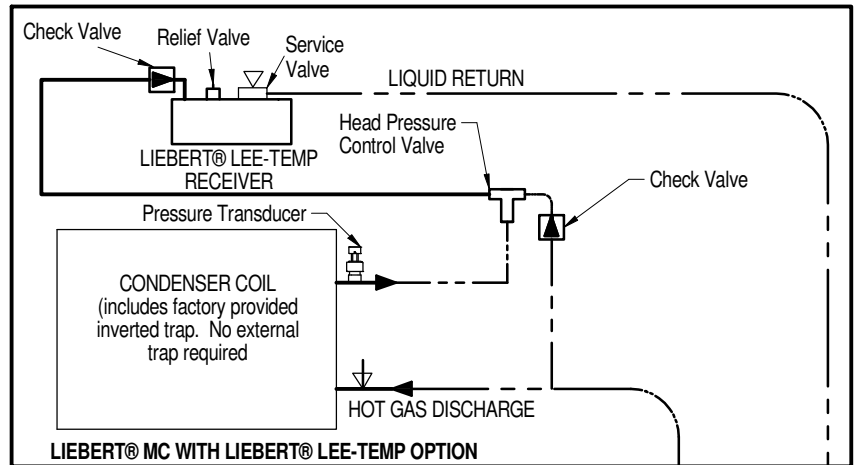 Check Valve
Relief Valve
Service
Valve
LIQUID RETURN
Head Pressure
Control Valve
LIEBERT® LEE-TEMP
RECEIVER
Check Valve
Pressure Transducer
CONDENSER COIL
(includes factory provided
inverted trap. No external
trap required
HOT GAS DISCHARGE
LIEBERT® MC WITH LIEBERT® LEE-TEMP OPTION